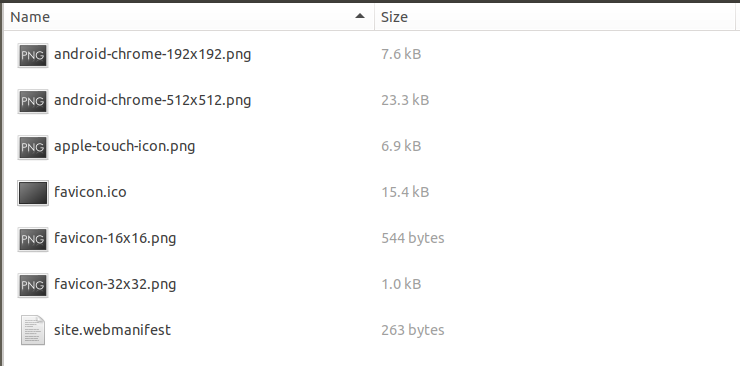 Name Size
PNG android-chrome-192x192.png 7.6 kB
PNG android-chrome-512x512.png 23.3 kB
PNG apple-touch-icon.png 6.9 kB
favicon.ico 15.4 kB
PNG favicon-16x16.png 544 bytes
PNG favicon-32x32.png 1.0 kB
site.webmanifest 263 bytes